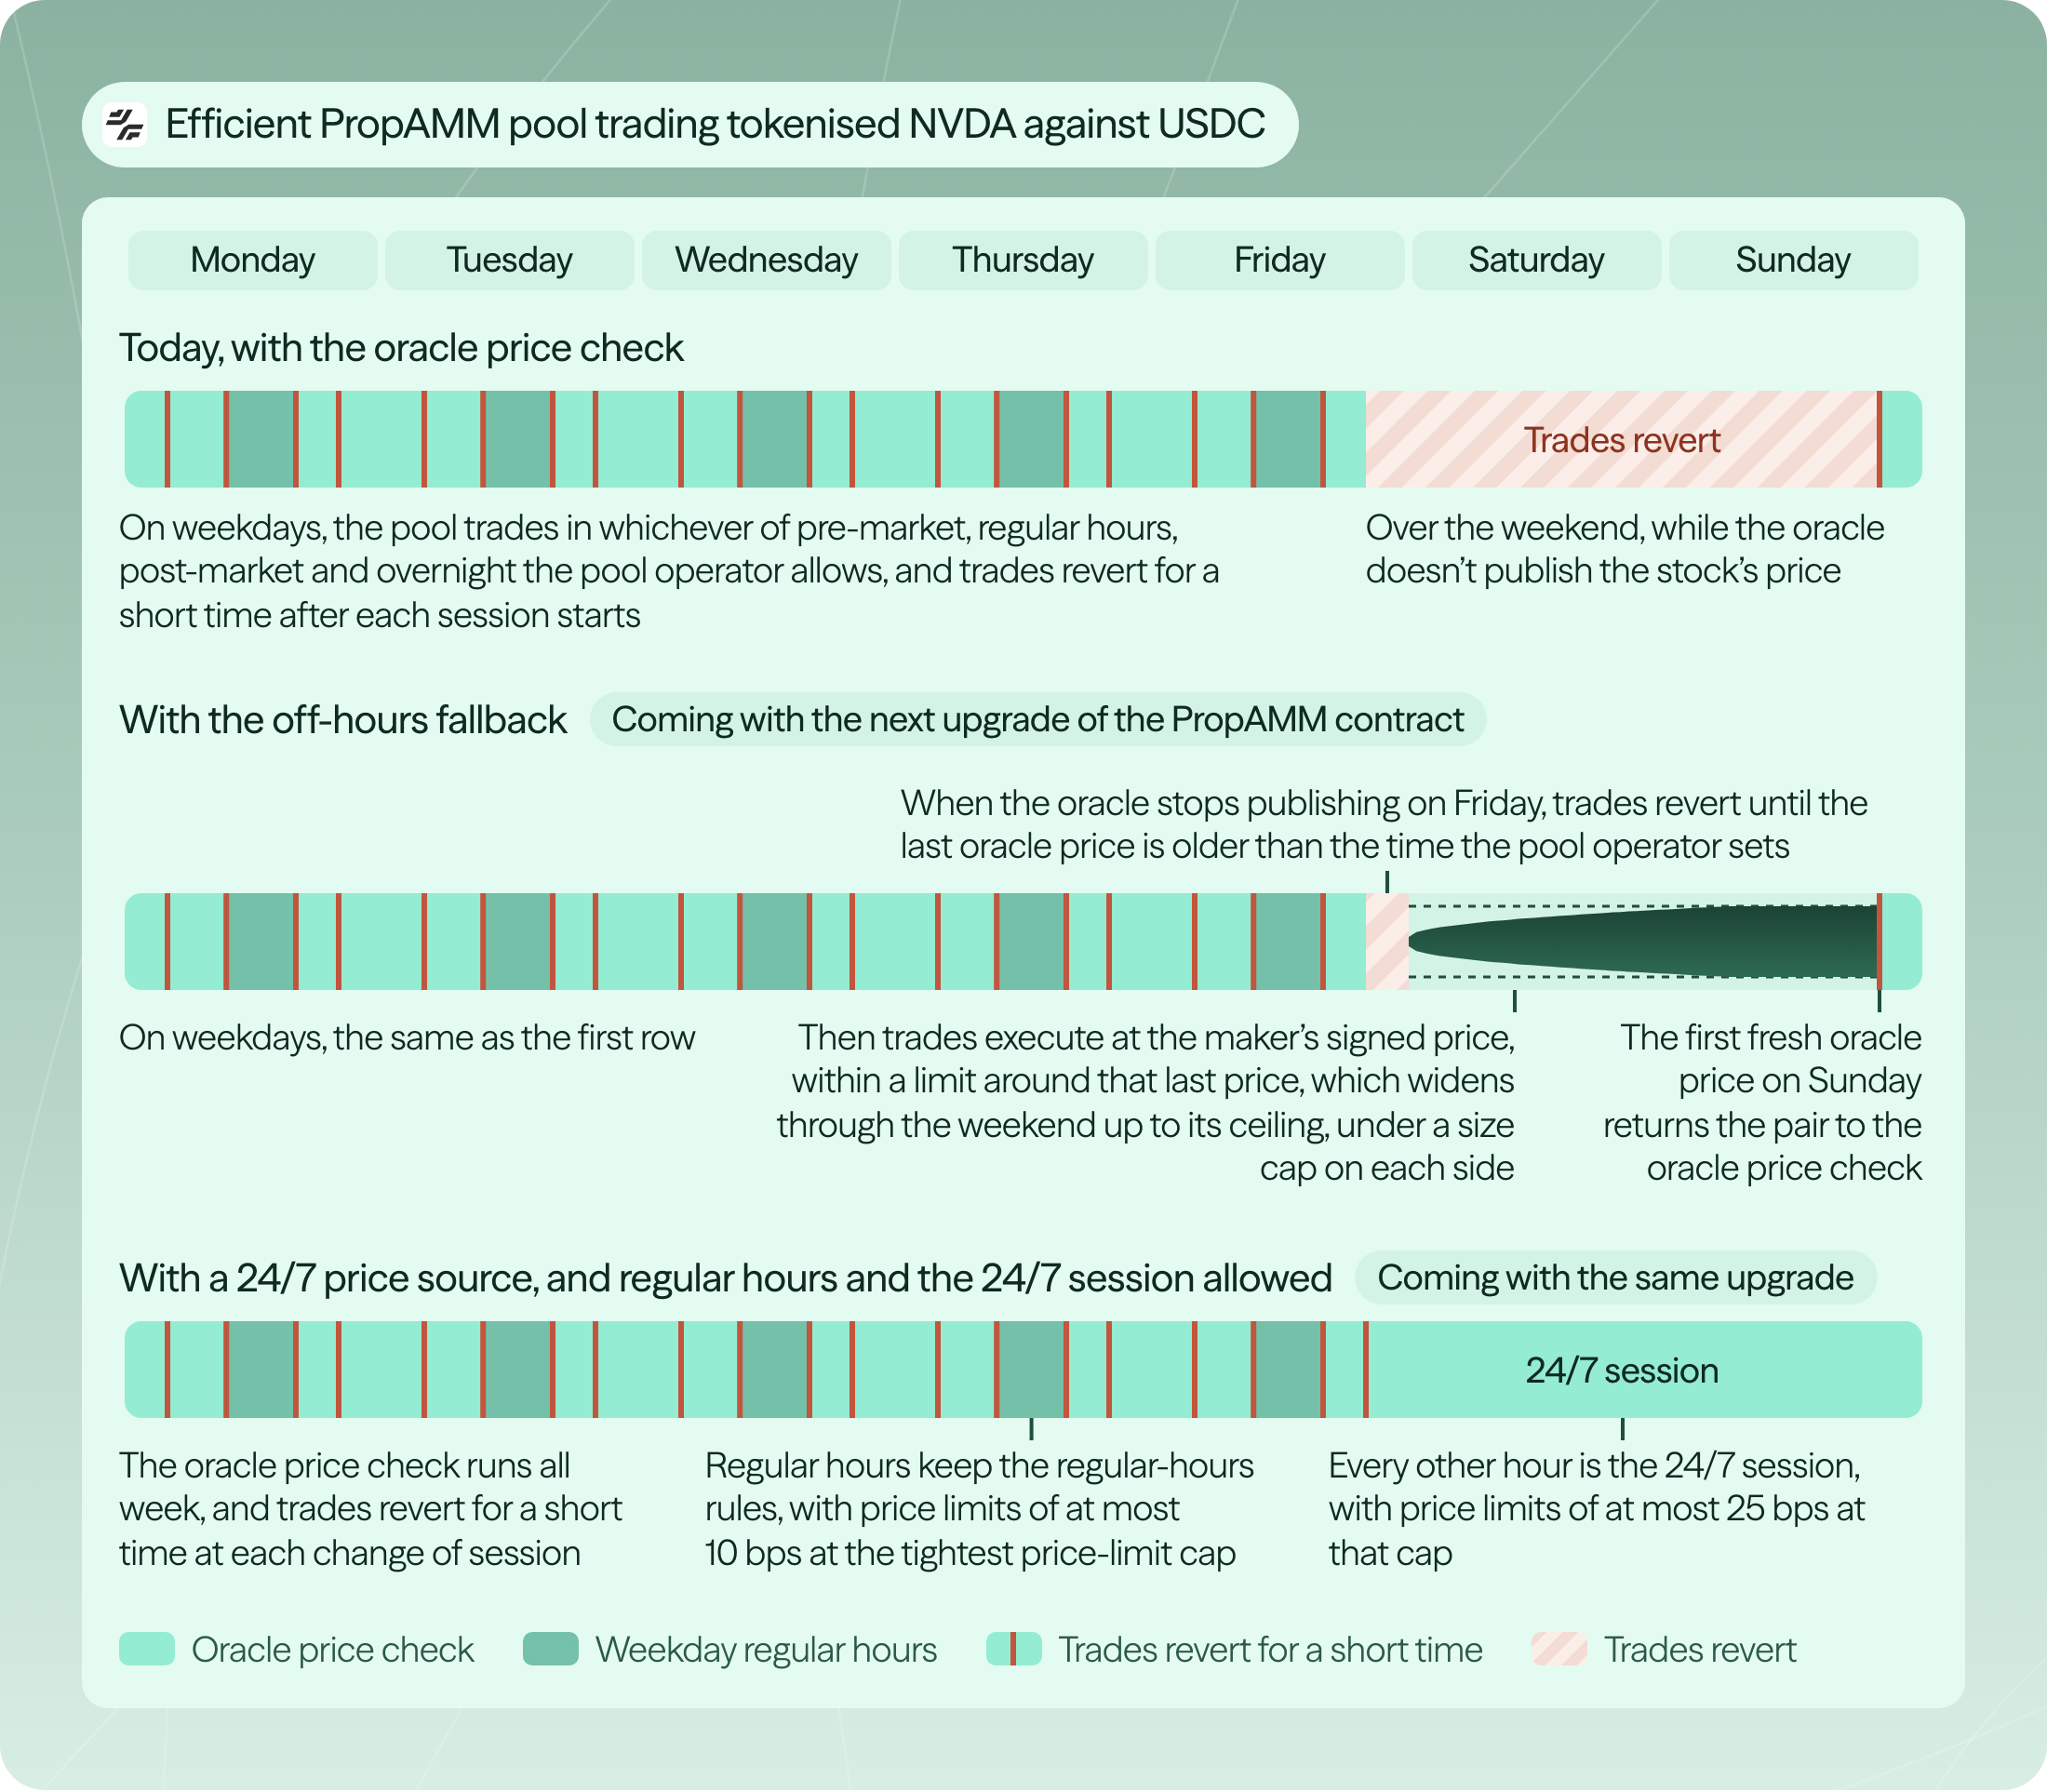 Efficient PropAMM pool trading tokenised NVDA against USDC
Monday
Tuesday
Wednesday
Thursday
Friday
Saturday
Sunday
Today, with the oracle price check
Trades revert
On weekdays, the pool trades in whichever of pre-market, regular hours,
post-market and overnight the pool operator allows, and trades revert for a
short time after each session starts
Over the weekend, while the oracle
doesn’t publish the stock’s price
With the off-hours fallback
Coming with the next upgrade of the PropAMM contract
When the oracle stops publishing on Friday, trades revert until the
last oracle price is older than the time the pool operator sets
On weekdays, the same as the first row
Then trades execute at the maker’s signed price,
within a limit around that last price, which widens
through the weekend up to its ceiling, under a size
cap on each side
The first fresh oracle
price on Sunday
returns the pair to the
oracle price check
With a 24/7 price source, and regular hours and the 24/7 session allowed
Coming with the same upgrade
24/7 session
The oracle price check runs all
week, and trades revert for a short
time at each change of session
Regular hours keep the regular-hours
rules, with price limits of at most
10 bps at the tightest price-limit cap
Every other hour is the 24/7 session,
with price limits of at most 25 bps at
that cap
Oracle price check
Weekday regular hours
Trades revert for a short time
Trades revert